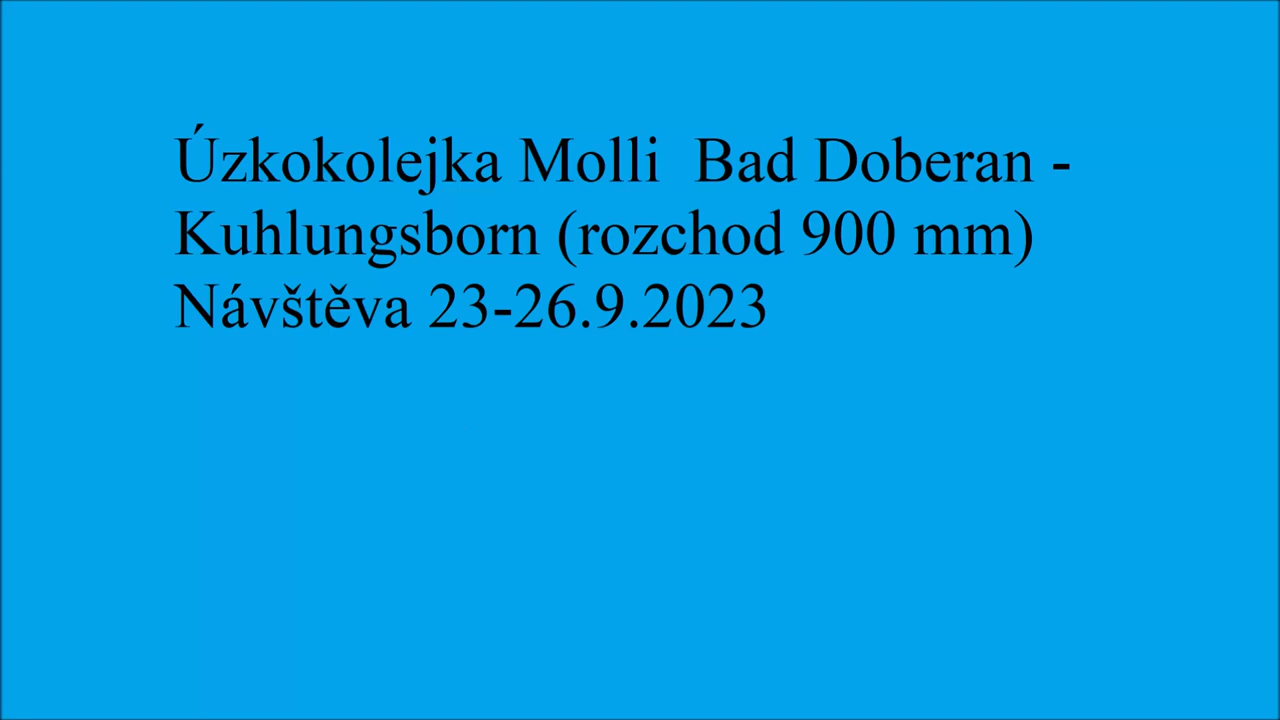 Úzkokolejka Molli  Bad Doberan -
Kuhlungsborn (rozchod 900 mm)
Návštěva 23-26.9.2023